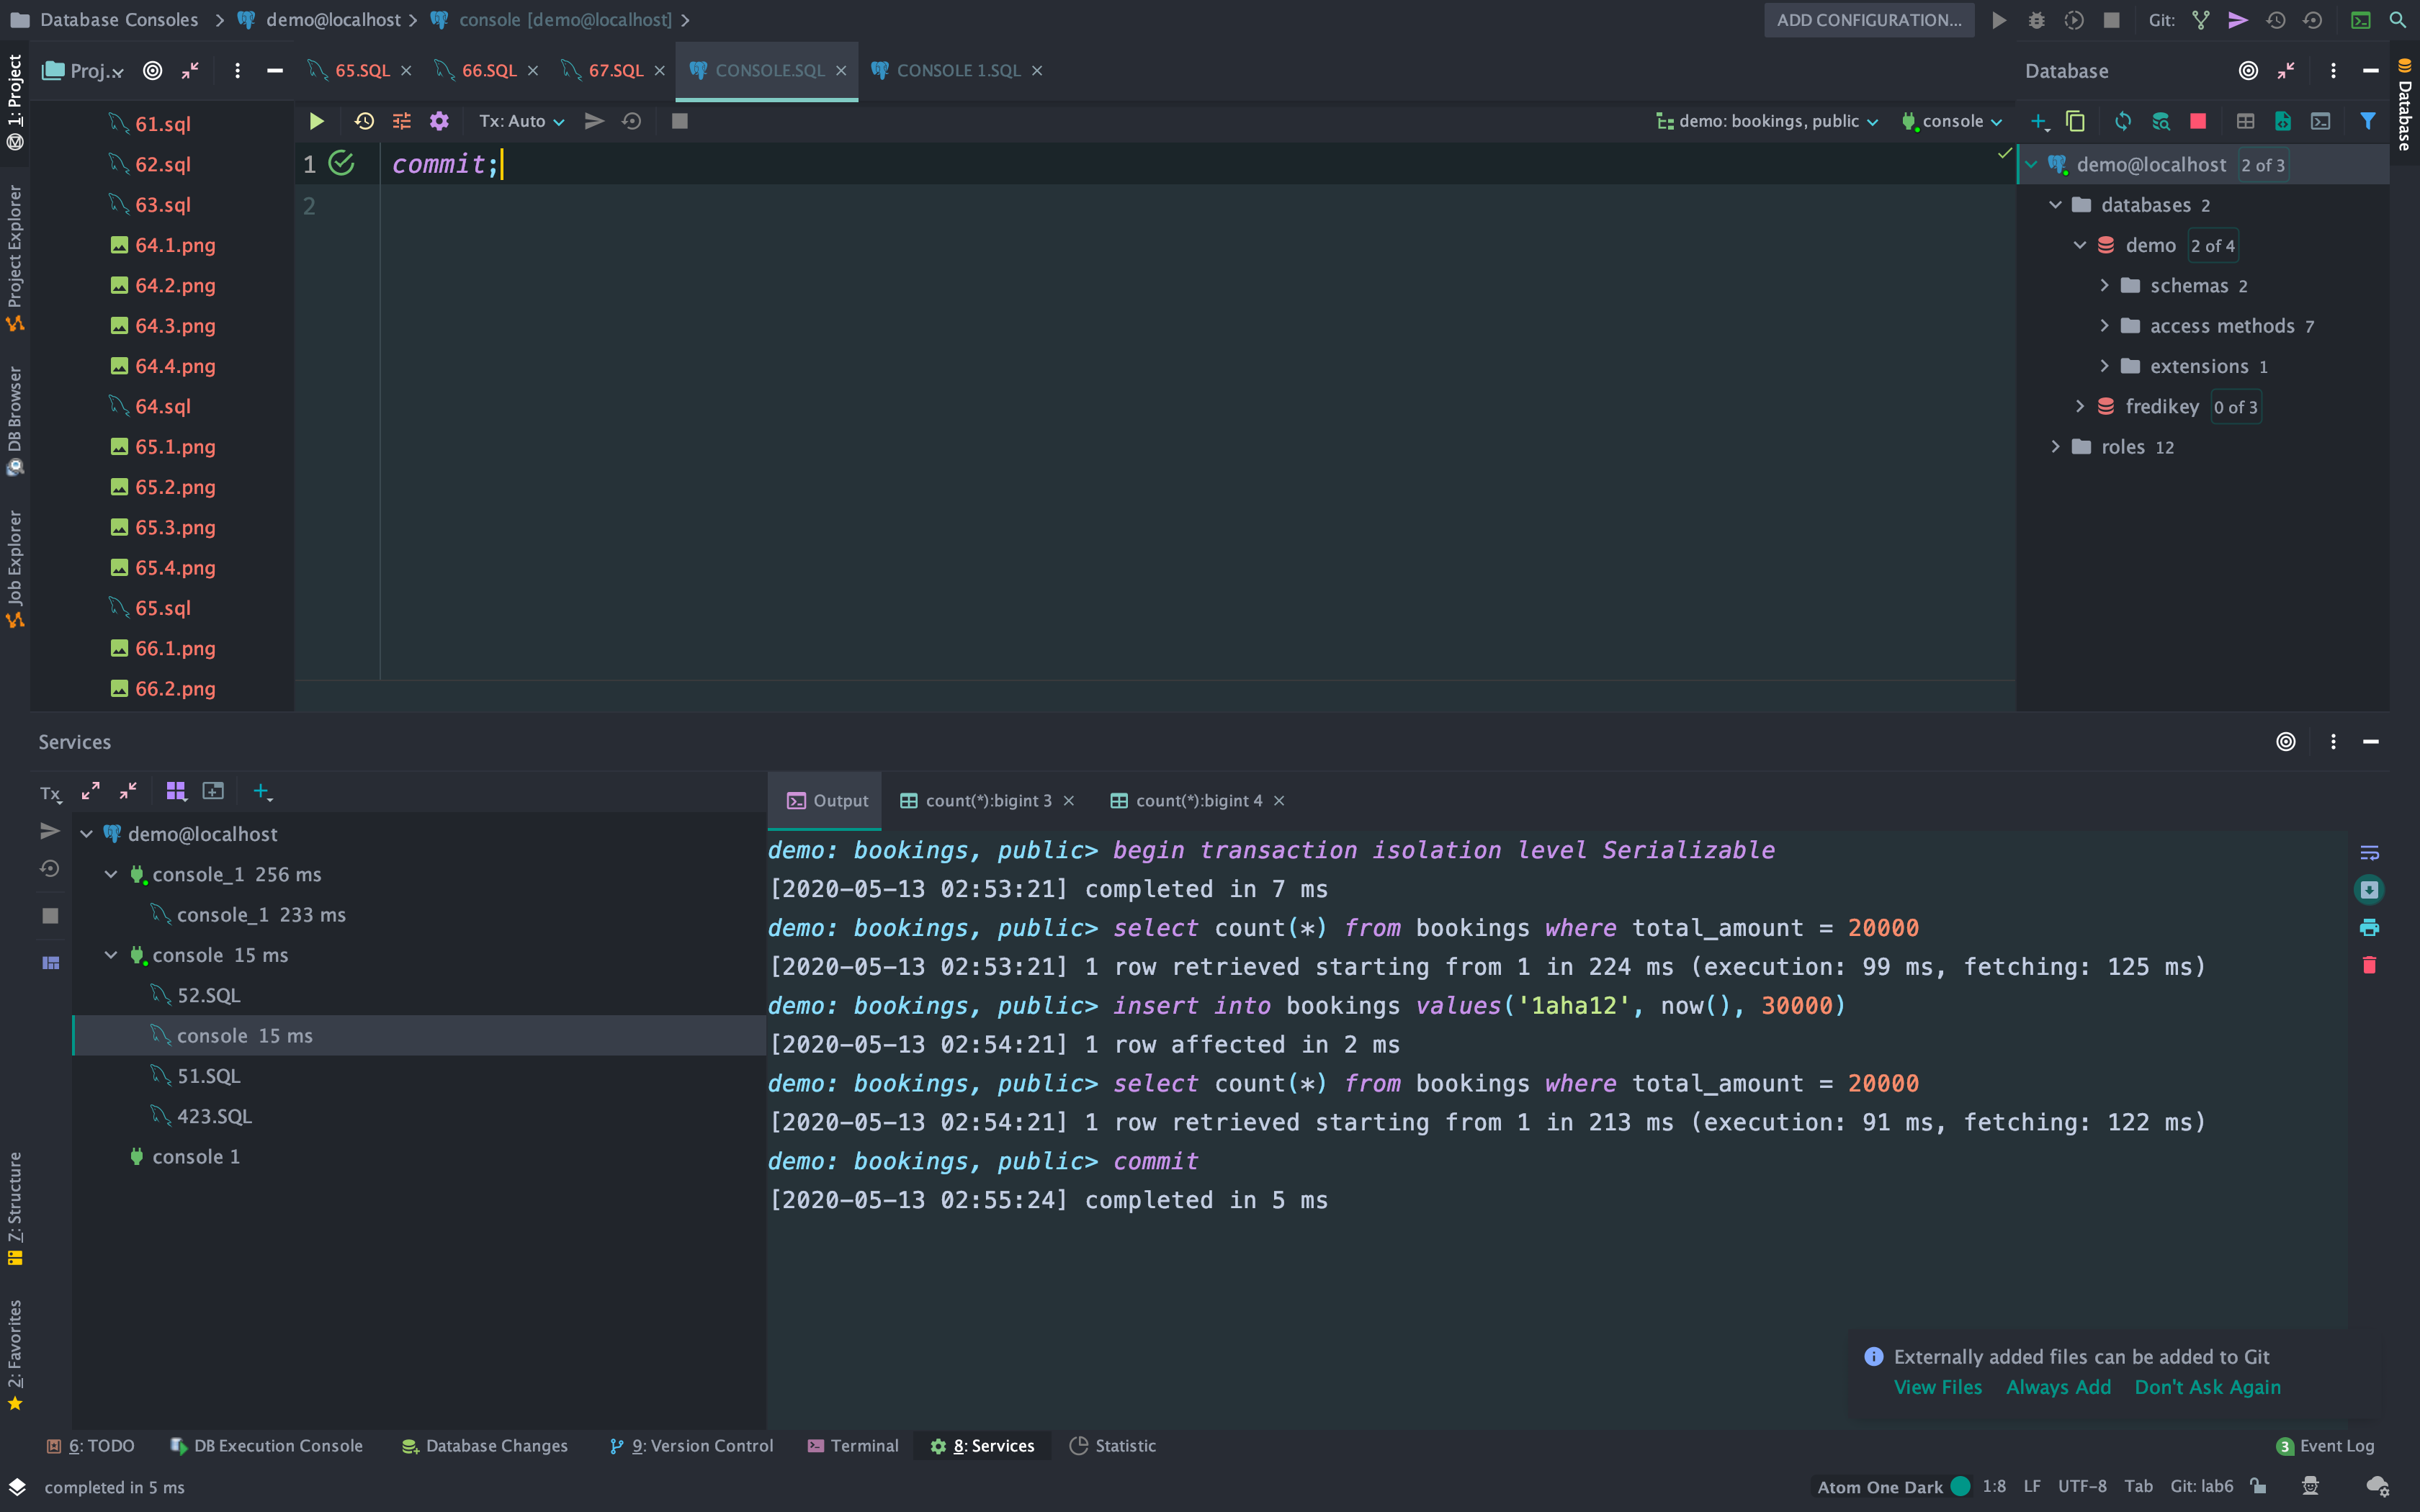 Database Consoles
demo@localhost
console [demo@localhost]
ADD CONFIGURATION...
Git:
1: Project
Project Explorer
DB Browser
Job Explorer
7: Structure
2: Favorites
Proj..
65.SQL
66.SQL
67.SQL
CONSOLE.SQL
CONSOLE 1.SQL
Database
Database
61.sql
62.sql
63.sql
64.1.png
64.2.png
64.3.png
64.4.png
64.sql
65.1.png
65.2.png
65.3.png
65.4.png
65.sql
66.1.png
66.2.png
Tx: Auto
demo: bookings, public
console
1 commit;
2
demo@localhost 2 of 3
databases 2
demo 2 of 4
schemas 2
access methods 7
extensions 1
fredikey 0 of 3
roles 12
Services
Tx
demo@localhost
console_1 256 ms
console_1 233 ms
console 15 ms
52.SQL
console 15 ms
51.SQL
423.SQL
console 1
Output
count(*):bigint 3
count(*):bigint 4
demo: bookings, public> begin transaction isolation level Serializable
[2020-05-13 02:53:21] completed in 7 ms
demo: bookings, public> select count(*) from bookings where total_amount = 20000
[2020-05-13 02:53:21] 1 row retrieved starting from 1 in 224 ms (execution: 99 ms, fetching: 125 ms)
demo: bookings, public> insert into bookings values('1aha12', now(), 30000)
[2020-05-13 02:54:21] 1 row affected in 2 ms
demo: bookings, public> select count(*) from bookings where total_amount = 20000
[2020-05-13 02:54:21] 1 row retrieved starting from 1 in 213 ms (execution: 91 ms, fetching: 122 ms)
demo: bookings, public> commit
[2020-05-13 02:55:24] completed in 5 ms
Externally added files can be added to Git
View Files Always Add Don't Ask Again
6: TODO
DB Execution Console
Database Changes
9: Version Control
Terminal
8: Services
Statistic
3 Event Log
completed in 5 ms
Atom One Dark
1:8
LF
UTF-8
Tab
Git: lab6